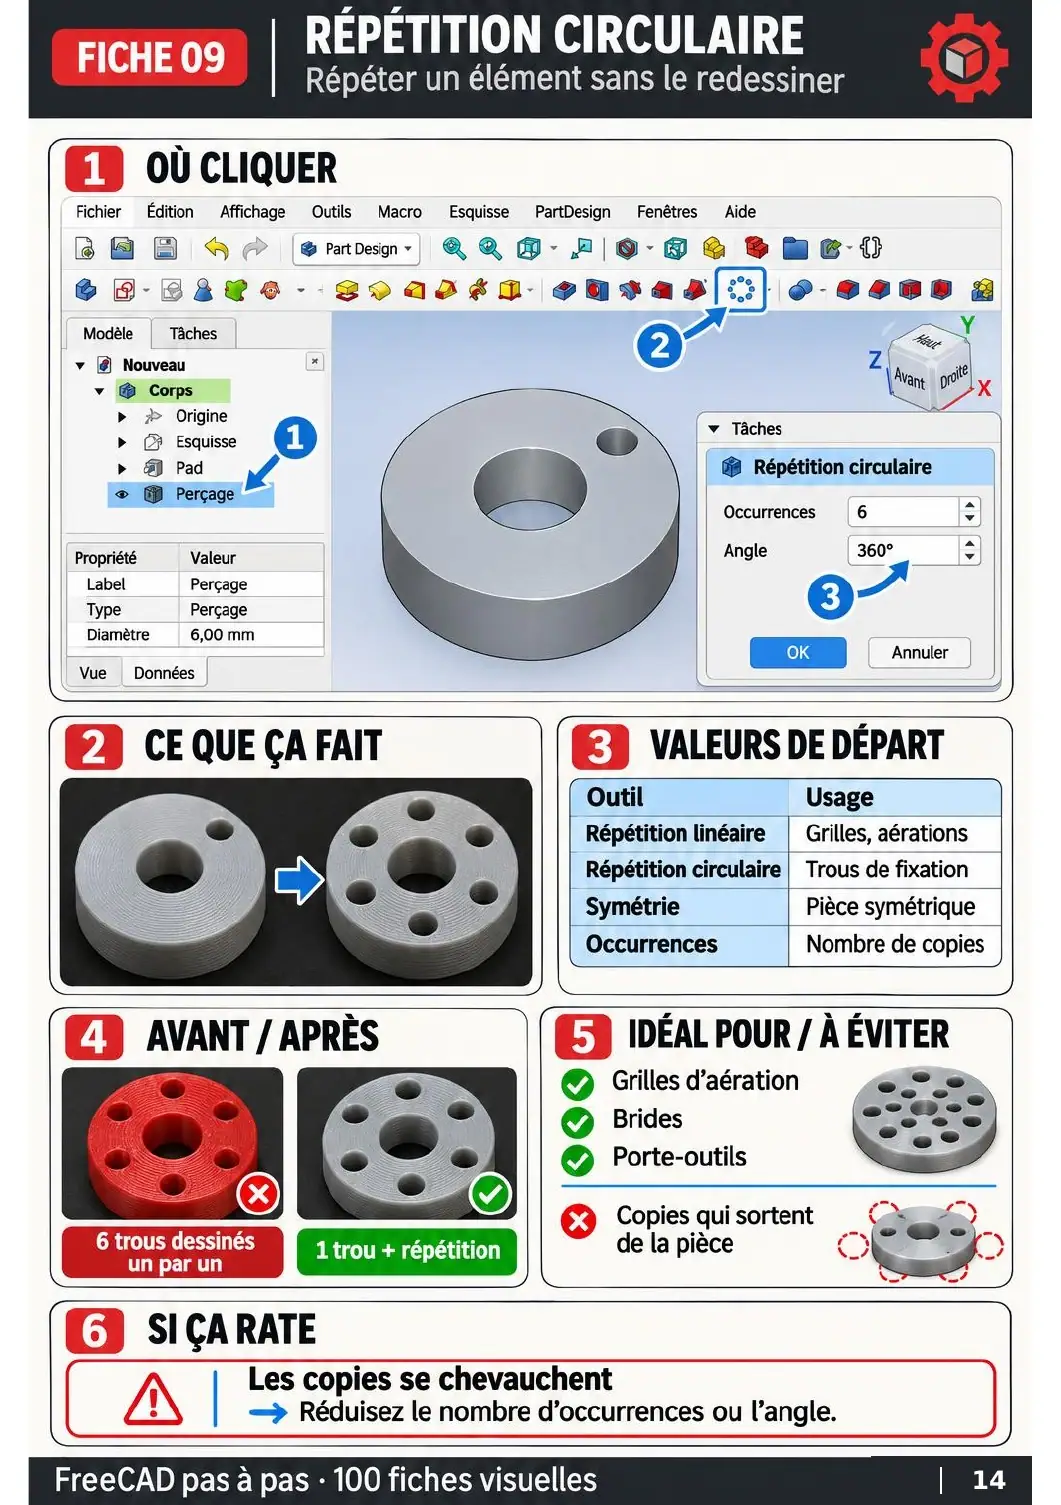 FICHE 09
RÉPÉTITION CIRCULAIRE
Répéter un élément sans le redessiner
1 OÙ CLIQUER
Fichier Édition Affichage Outils Macro Esquisse PartDesign Fenêtres Aide
Part Design
Modèle Tâches
Nouveau
Corps
Origine
Esquisse
Pad
Perçage
1
2
3
Propriété Valeur
Label Perçage
Type Perçage
Diamètre 6,00 mm
Vue Données
Haut
Avant
Droite
Y
Z
X
Tâches
Répétition circulaire
Occurrences 6
Angle 360°
OK Annuler
2 CE QUE ÇA FAIT
3 VALEURS DE DÉPART
Outil Usage
Répétition linéaire Grilles, aérations
Répétition circulaire Trous de fixation
Symétrie Pièce symétrique
Occurrences Nombre de copies
4 AVANT / APRÈS
6 trous dessinés
un par un
1 trou + répétition
5 IDÉAL POUR / À ÉVITER
Grilles d'aération
Brides
Porte-outils
Copies qui sortent
de la pièce
6 SI ÇA RATE
Les copies se chevauchent
→ Réduisez le nombre d'occurrences ou l'angle.
FreeCAD pas à pas · 100 fiches visuelles | 14